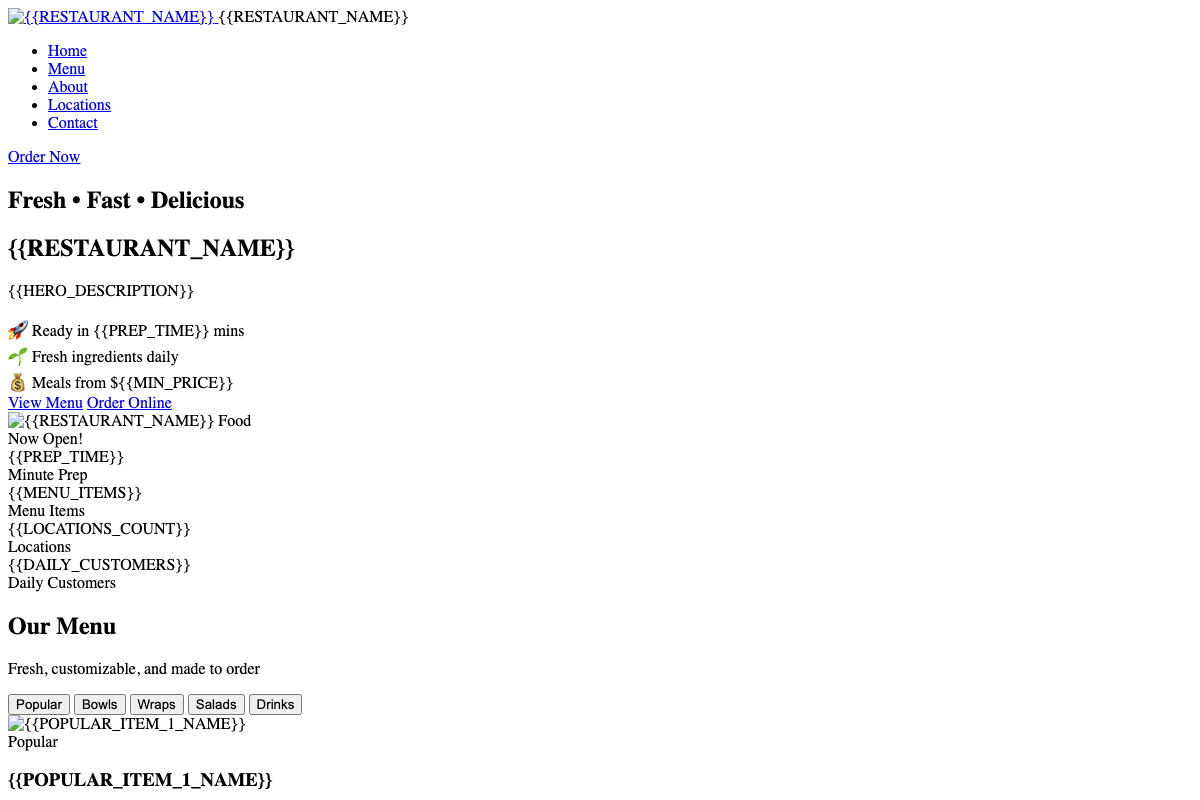 {{RESTAURANT_NAME}} {{RESTAURANT_NAME}}
Home
Menu
About
Locations
Contact
Order Now
Fresh • Fast • Delicious
{{RESTAURANT_NAME}}
{{HERO_DESCRIPTION}}
🚀 Ready in {{PREP_TIME}} mins
🌱 Fresh ingredients daily
💰 Meals from ${{MIN_PRICE}}
View Menu Order Online
{{RESTAURANT_NAME}} Food
Now Open!
{{PREP_TIME}}
Minute Prep
{{MENU_ITEMS}}
Menu Items
{{LOCATIONS_COUNT}}
Locations
{{DAILY_CUSTOMERS}}
Daily Customers
Our Menu
Fresh, customizable, and made to order
Popular Bowls Wraps Salads Drinks
{{POPULAR_ITEM_1_NAME}}
Popular
{{POPULAR_ITEM_1_NAME}}